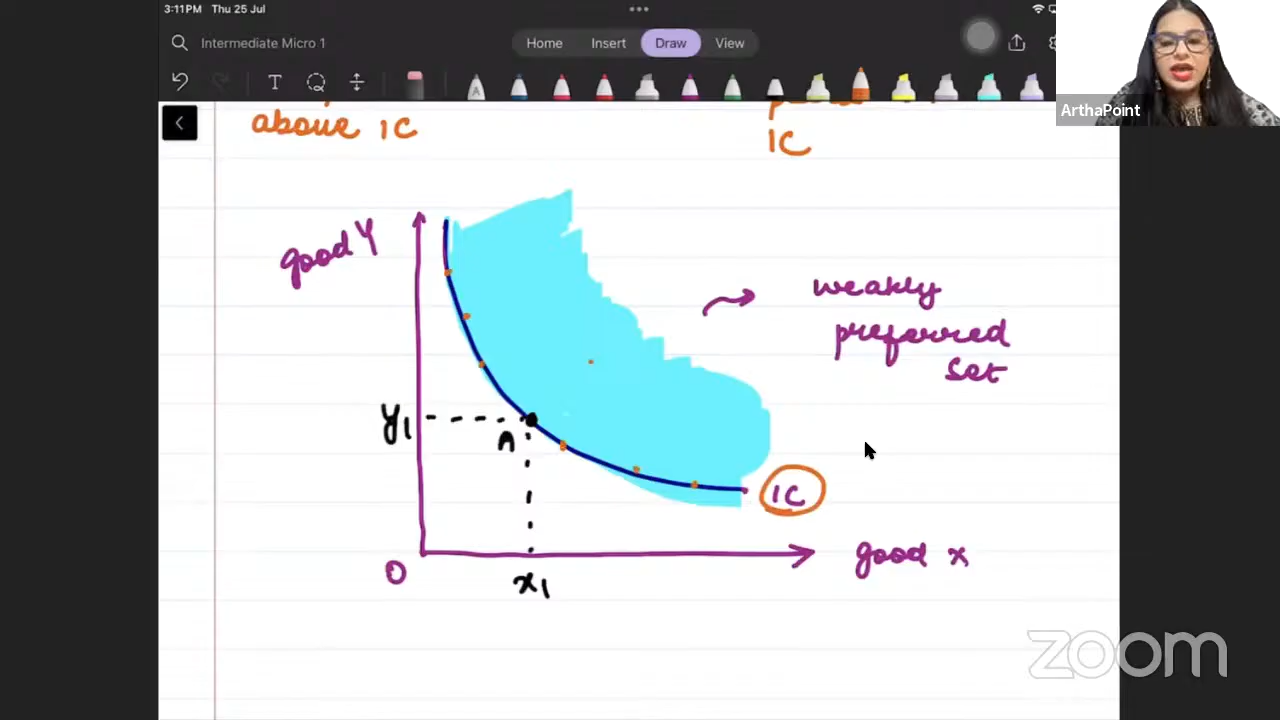 3:11PM Thu 25 Jul
Intermediate Micro 1
Home Insert Draw View
T
A
ArthaPoint
above IC
IC
good Y
weakly
preferred
set
y1
A
IC
O
x1
good x
zoom